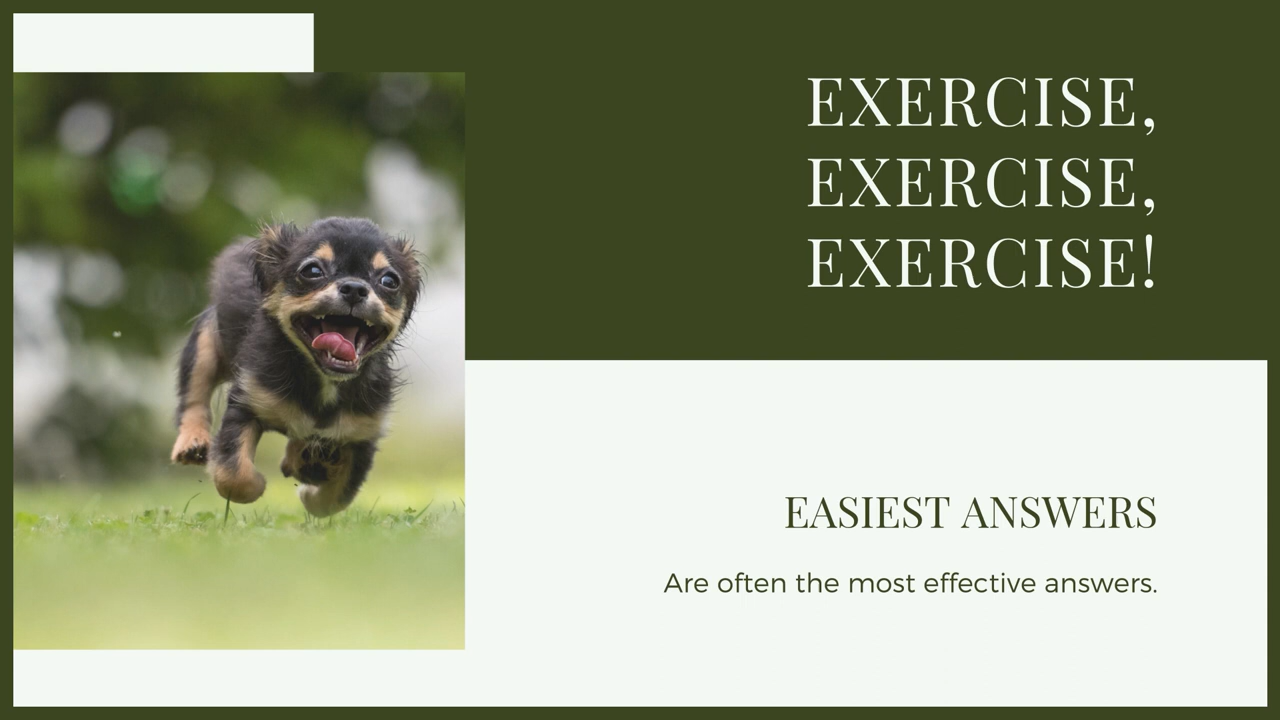 EXERCISE,
EXERCISE,
EXERCISE!
EASIEST ANSWERS
Are often the most effective answers.